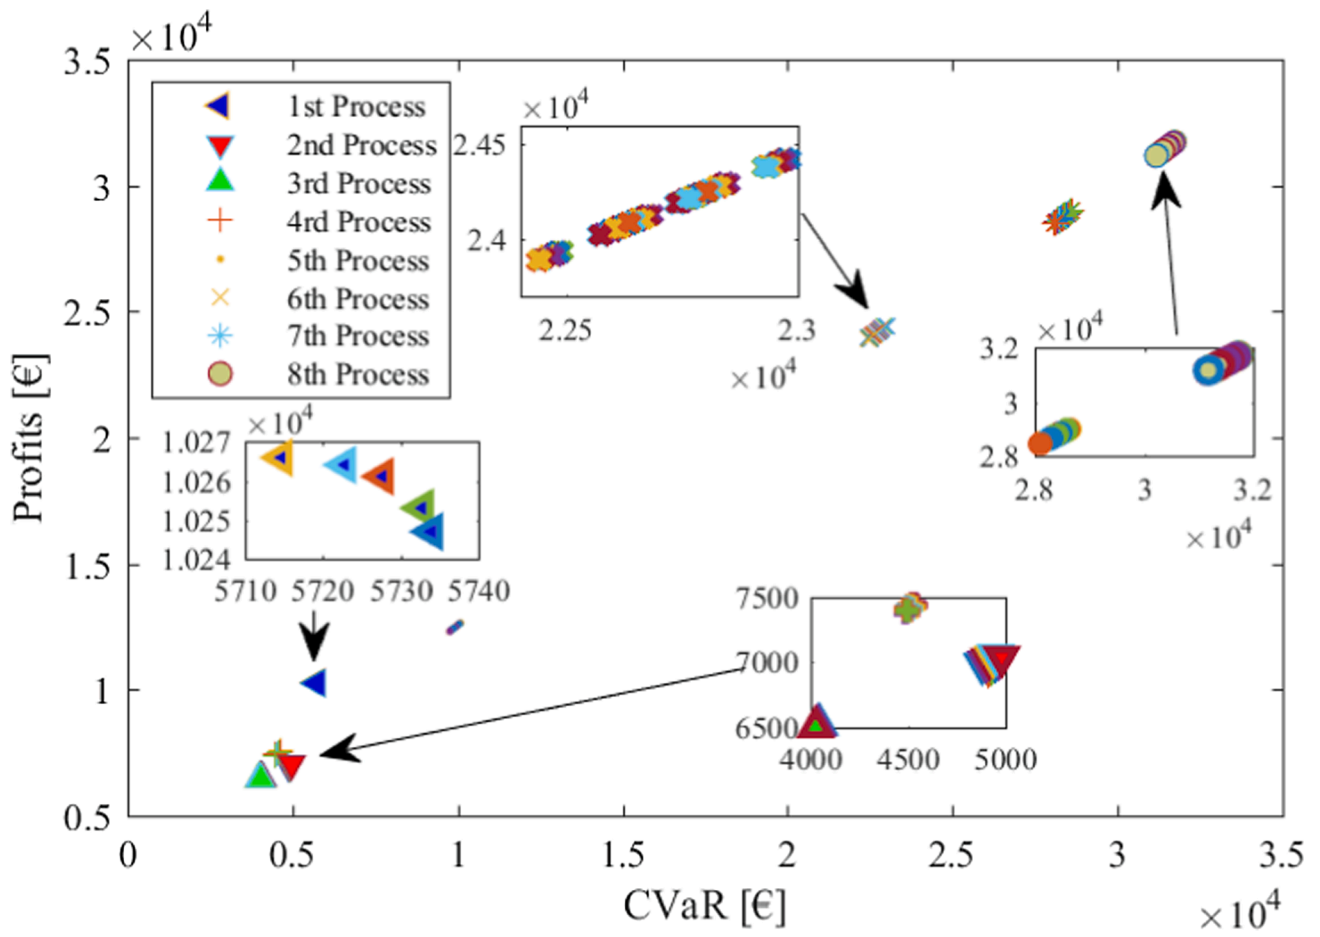 ×10⁴
3.5
3
2.5
2
1.5
1
0.5
Profits [€]
1st Process
2nd Process
3rd Process
4rd Process
5th Process
6th Process
7th Process
8th Process
×10⁴
2.45
2.4
2.25 2.3
×10⁴
×10⁴
3.2
3
2.8
2.8 3 3.2
×10⁴
×10⁴
1.027
1.026
1.025
1.024
5710 5720 5730 5740
7500
7000
6500
4000 4500 5000
0 0.5 1 1.5 2 2.5 3 3.5
CVaR [€]
×10⁴